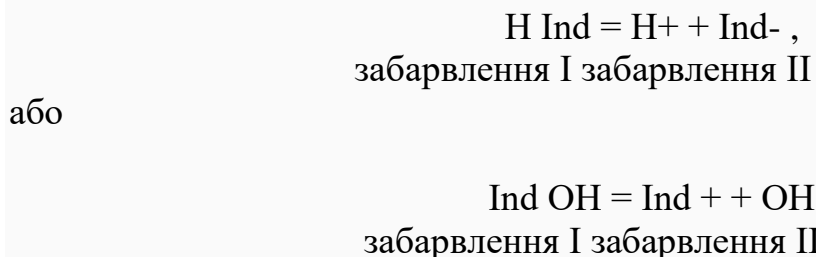 H Ind = H+ + Ind- ,
забарвлення I забарвлення II
або
Ind OH = Ind + + OH
забарвлення I забарвлення II